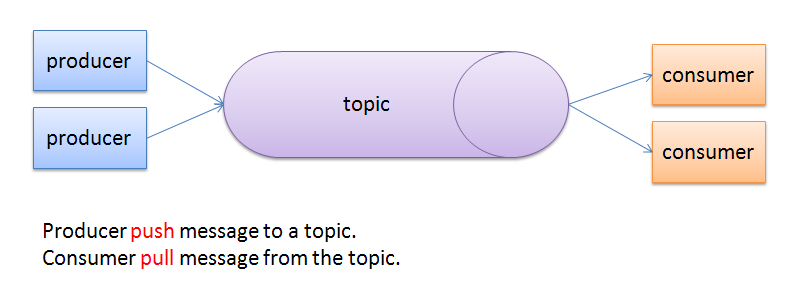 producer
producer
topic
consumer
consumer
Producer push message to a topic.
Consumer pull message from the topic.